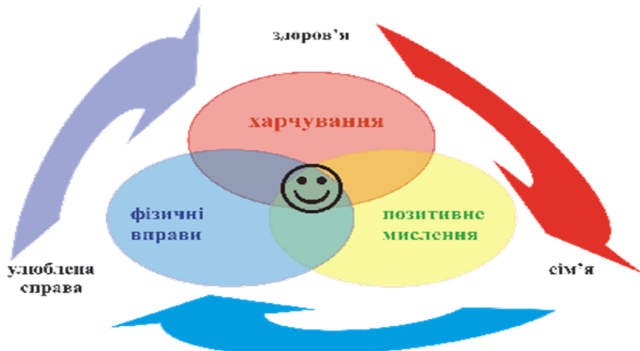 здоров’я
харчування
фізичні
вправи
позитивне
мислення
улюблена
справа
сім’я